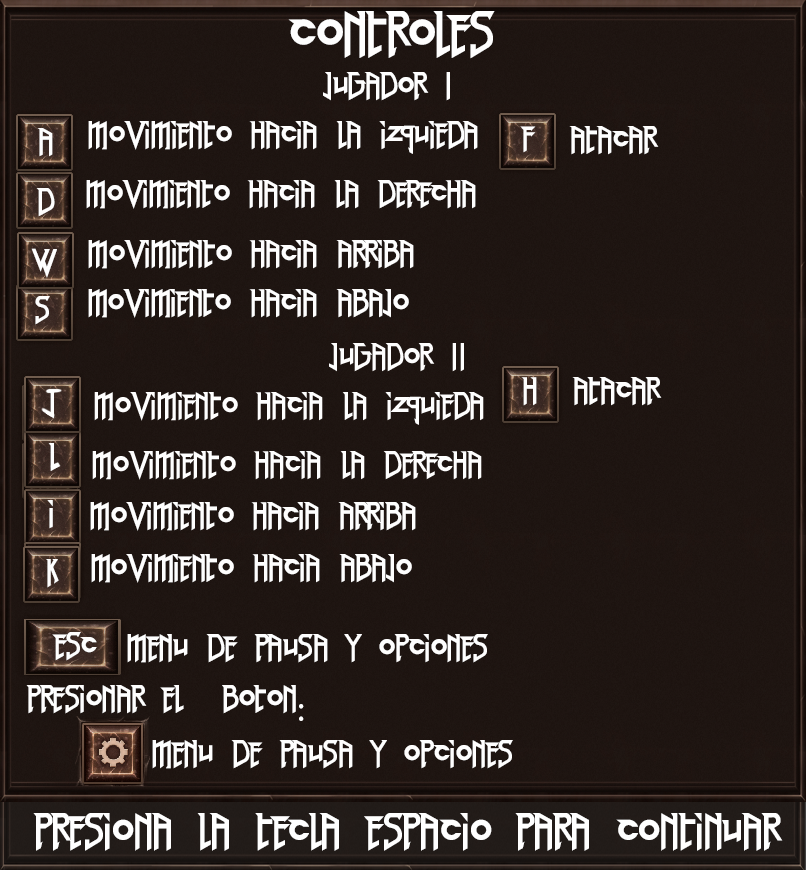 CONTROLES
JUGADOR I
A MOVIMIENTO HACIA LA IZQUIEDA F ATACAR
D MOVIMIENTO HACIA LA DERECHA
W MOVIMIENTO HACIA ARRIBA
S MOVIMIENTO HACIA ABAJO
JUGADOR II
J MOVIMIENTO HACIA LA IZQUIEDA H ATACAR
L MOVIMIENTO HACIA LA DERECHA
I MOVIMIENTO HACIA ARRIBA
K MOVIMIENTO HACIA ABAJO
ESC MENU DE PAUSA Y OPCIONES
PRESIONAR EL BOTON:
MENU DE PAUSA Y OPCIONES
PRESIONA LA TECLA ESPACIO PARA CONTINUAR